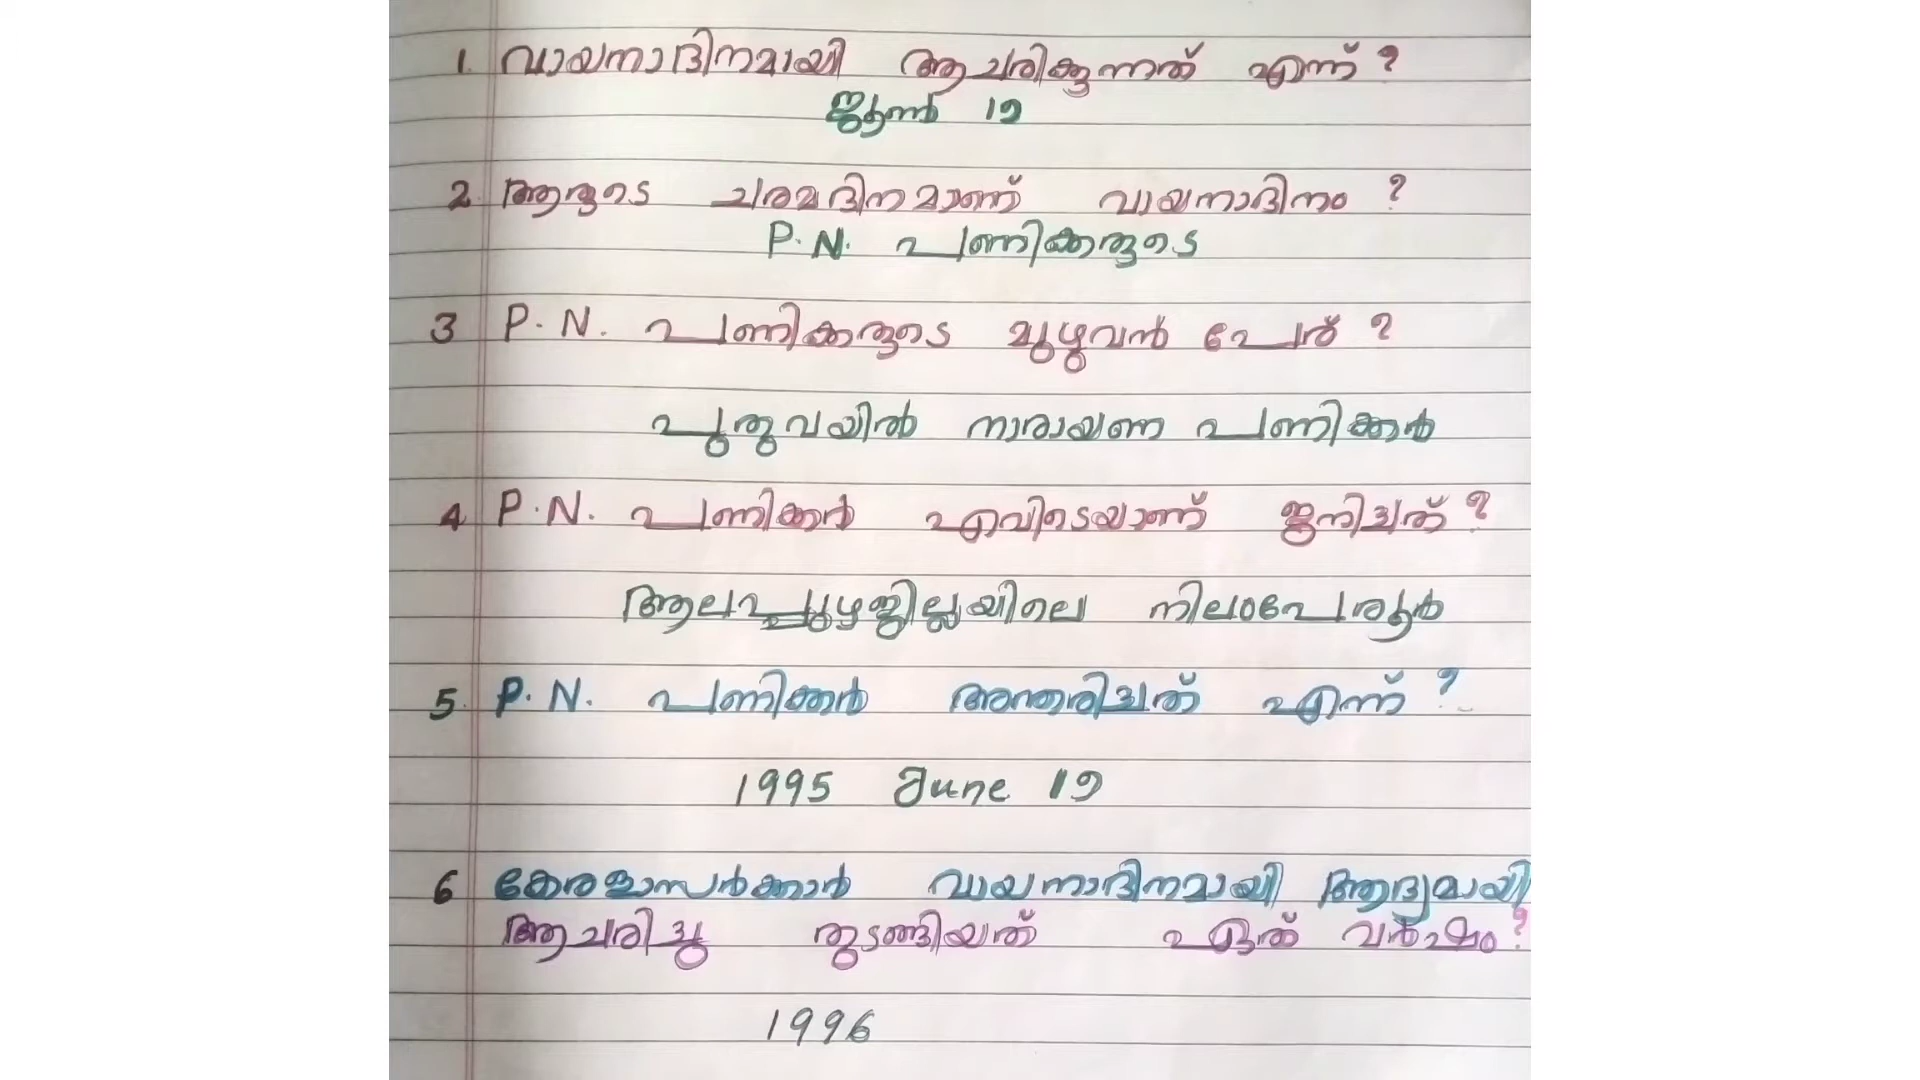 1. വായനാദിനമായി ആചരിക്കുന്നത് എന്ന് ?
ജൂൺ 19
2. ആരുടെ ചരമദിനമാണ് വായനാദിനം ?
P. N. പണിക്കരുടെ
3 P. N. പണിക്കരുടെ മുഴുവൻ പേര് ?
പുതുവയിൽ നാരായണ പണിക്കർ
4 P. N. പണിക്കർ എവിടെയാണ് ജനിച്ചത് ?
ആലപ്പുഴജില്ലയിലെ നിലംപേരൂർ
5. P. N. പണിക്കർ അന്തരിച്ചത് എന്ന് ?
1995 June 19
6 കേരളാസർക്കാർ വായനാദിനമായി ആദ്യമായി
ആചരിച്ചു തുടങ്ങിയത് ഏത് വർഷം ?
1996